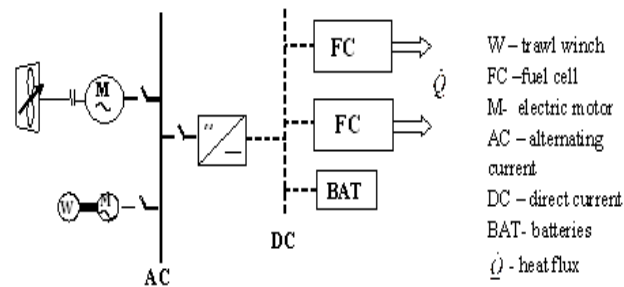 FC
M
Q̇
FC
W
M
BAT
DC
AC
W – trawl winch
FC –fuel cell
M- electric motor
AC – alternating
current
DC – direct current
BAT- batteries
Q̇ - heat flux